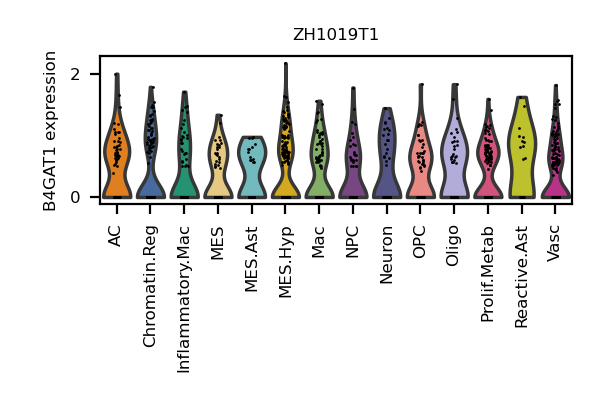 ZH1019T1
B4GAT1 expression
2
0
AC
Chromatin.Reg
Inflammatory.Mac
MES
MES.Ast
MES.Hyp
Mac
NPC
Neuron
OPC
Oligo
Prolif.Metab
Reactive.Ast
Vasc